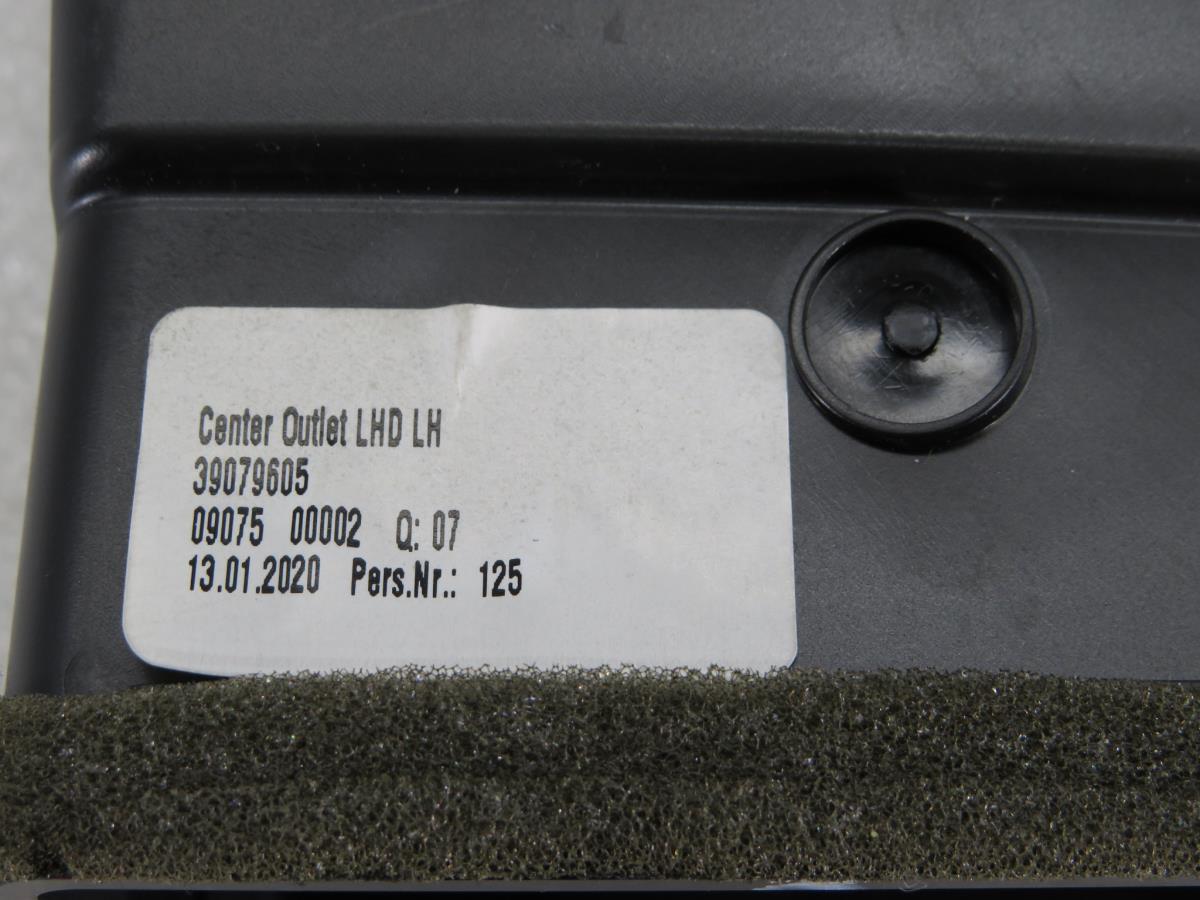 Center Outlet LHD LH
39079605
09075 00002 Q: 07
13.01.2020 Pers.Nr.: 125